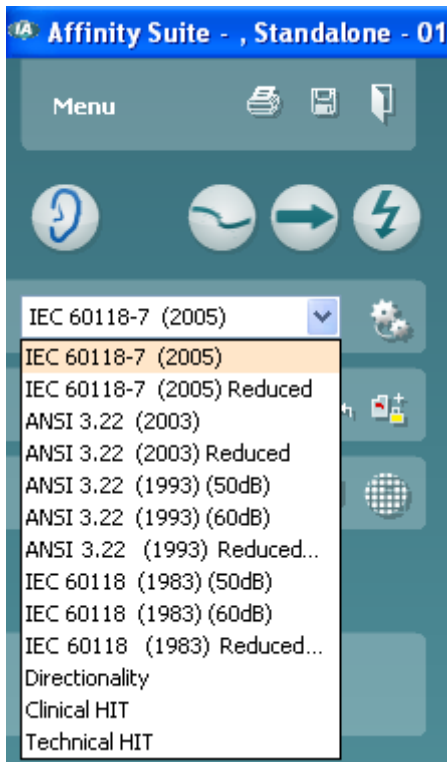 IA Affinity Suite - , Standalone - 01
Menu
IEC 60118-7 (2005)
IEC 60118-7 (2005)
IEC 60118-7 (2005) Reduced
ANSI 3.22 (2003)
ANSI 3.22 (2003) Reduced
ANSI 3.22 (1993) (50dB)
ANSI 3.22 (1993) (60dB)
ANSI 3.22 (1993) Reduced...
IEC 60118 (1983) (50dB)
IEC 60118 (1983) (60dB)
IEC 60118 (1983) Reduced...
Directionality
Clinical HIT
Technical HIT